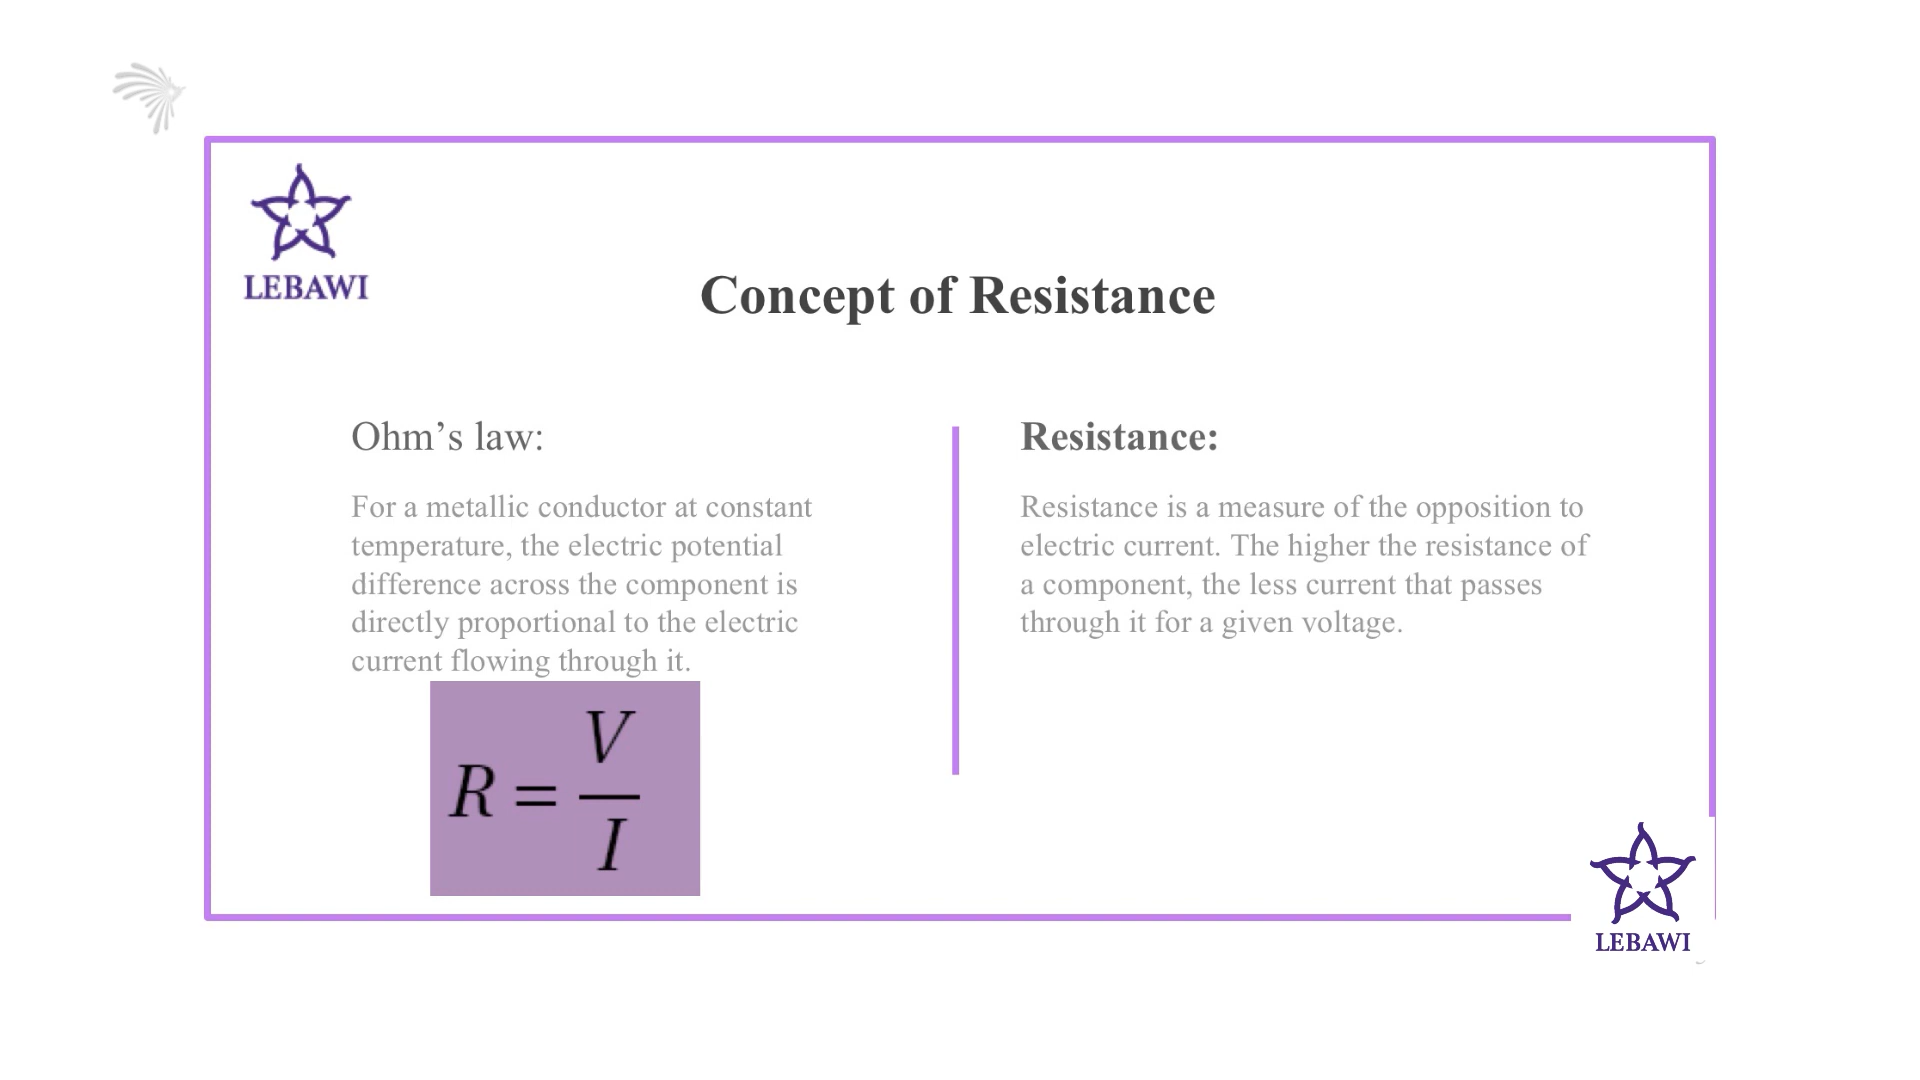 LEBAWI
Concept of Resistance
Ohm’s law:
For a metallic conductor at constant
temperature, the electric potential
difference across the component is
directly proportional to the electric
current flowing through it.
R = V / I
Resistance:
Resistance is a measure of the opposition to
electric current. The higher the resistance of
a component, the less current that passes
through it for a given voltage.
LEBAWI